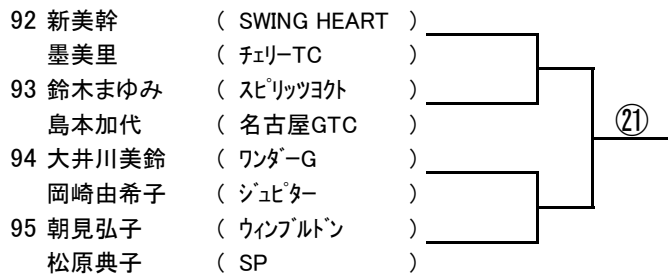 92 新美幹 ( SWING HEART )
墨美里 ( ﾁｪﾘｰTC )
93 鈴木まゆみ ( ｽﾋﾟﾘｯﾂﾖｸﾄ )
島本加代 ( 名古屋GTC )
㉑
94 大井川美鈴 ( ﾜﾝﾀﾞｰG )
岡崎由希子 ( ｼﾞｭﾋﾟﾀｰ )
95 朝見弘子 ( ｳｨﾝﾌﾞﾙﾄﾞﾝ )
松原典子 ( SP )